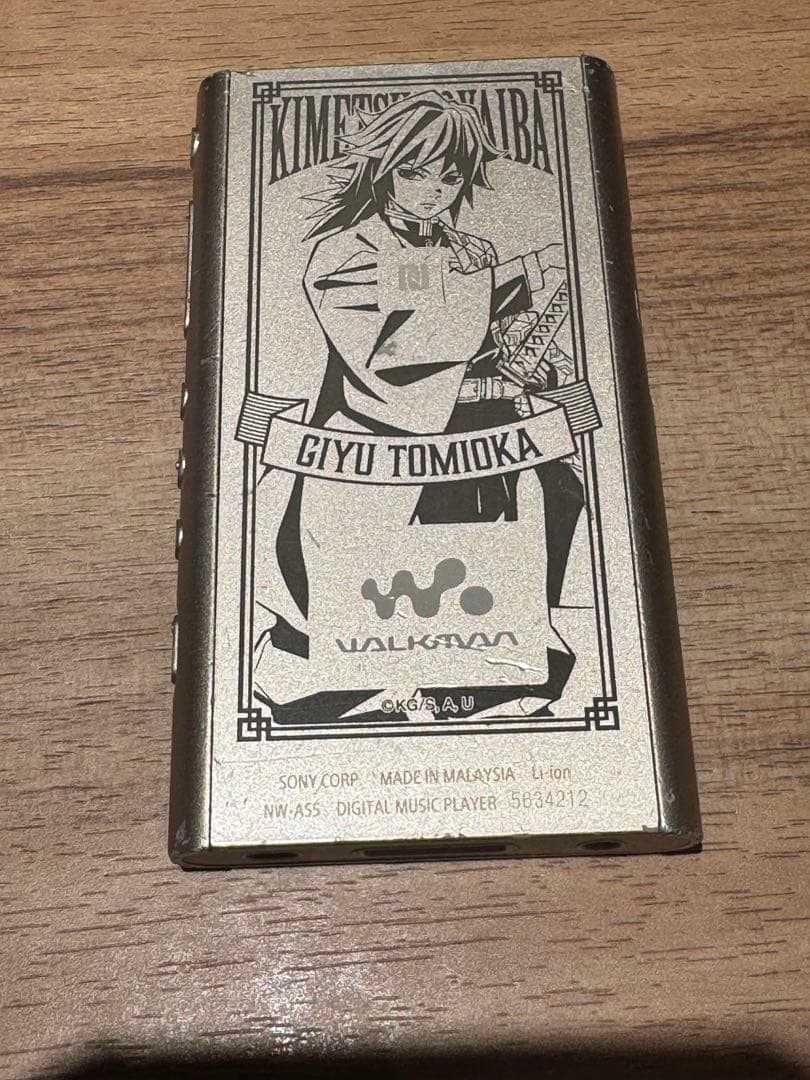 KIMETSU NO YAIBA
GIYU TOMIOKA
WALKMAN
©KG/S, A, U
SONY CORP MADE IN MALAYSIA Li-ion
NW-A55 DIGITAL MUSIC PLAYER 5634212